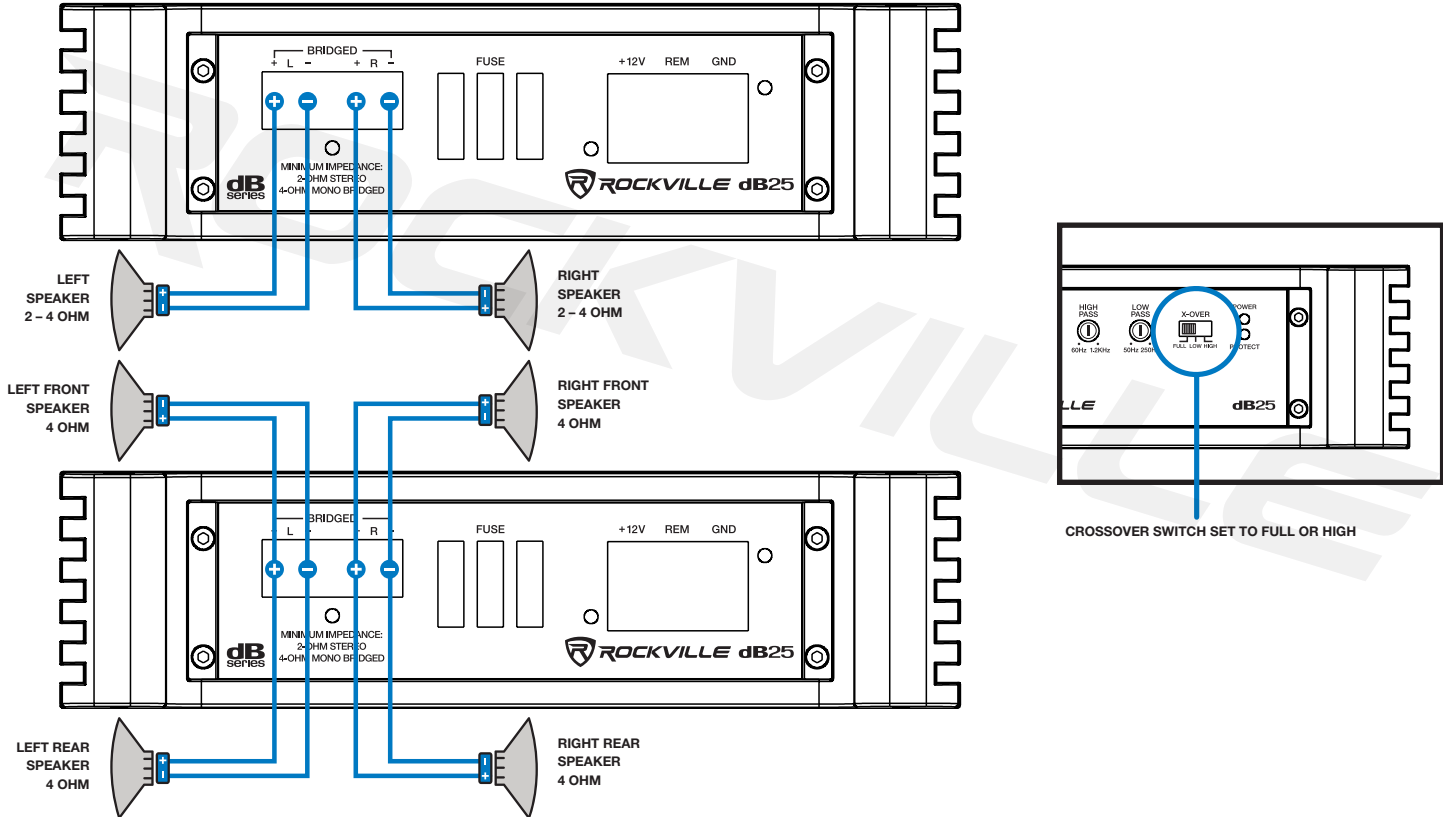 BRIDGED
+ L - + R -
FUSE
+12V REM GND
MINIMUM IMPEDANCE:
2-OHM STEREO
4-OHM MONO BRIDGED
dB
series
ROCKVILLE dB25
LEFT
SPEAKER
2 – 4 OHM
RIGHT
SPEAKER
2 – 4 OHM
LEFT FRONT
SPEAKER
4 OHM
RIGHT FRONT
SPEAKER
4 OHM
BRIDGED
+ L - + R -
FUSE
+12V REM GND
MINIMUM IMPEDANCE:
2-OHM STEREO
4-OHM MONO BRIDGED
dB
series
ROCKVILLE dB25
LEFT REAR
SPEAKER
4 OHM
RIGHT REAR
SPEAKER
4 OHM
HIGH
PASS
60Hz 1.2KHz
LOW
PASS
50Hz 250H
X-OVER
FULL LOW HIGH
POWER
PROTECT
LLE
dB25
CROSSOVER SWITCH SET TO FULL OR HIGH
ROCKVILLE